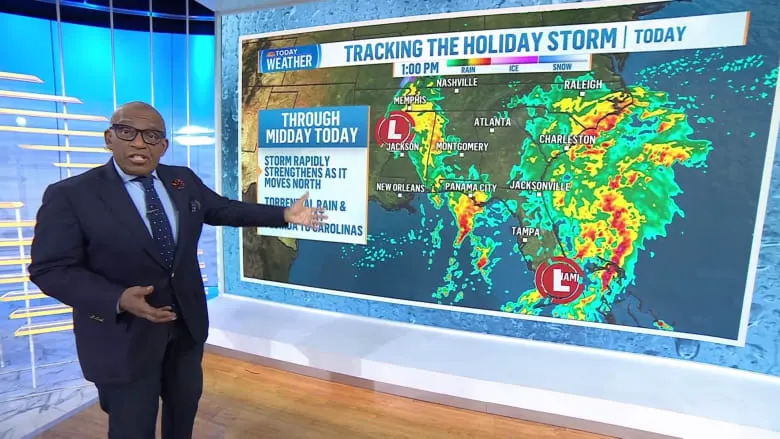 TODAY
WEATHER
TRACKING THE HOLIDAY STORM | TODAY
1:00 PM
RAIN
ICE
SNOW
THROUGH
MIDDAY TODAY
STORM RAPIDLY
STRENGTHENS AS IT
MOVES NORTH
RAIN &
TO CAROLINAS
NASHVILLE
RALEIGH
MEMPHIS
ATLANTA
L
CHARLESTON
JACKSON
MONTGOMERY
NEW ORLEANS
PANAMA CITY
JACKSONVILLE
TAMPA
L